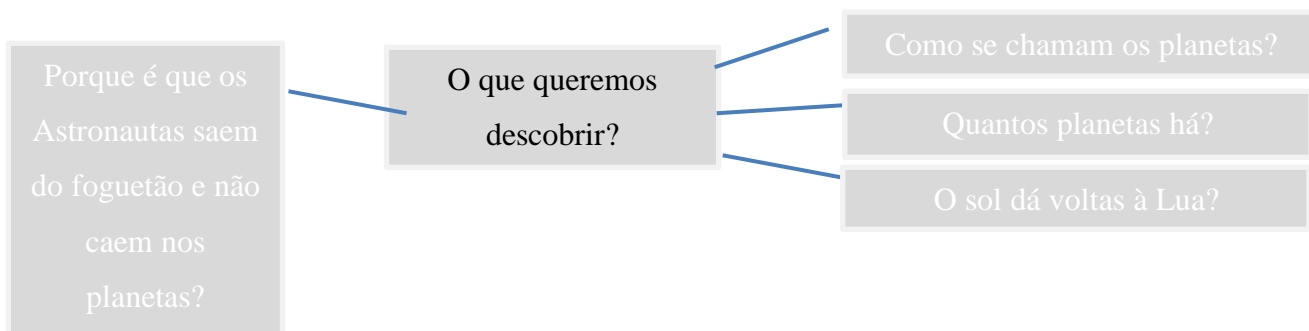 Porque é que os
Astronautas saem
do foguetão e não
caem nos
planetas?
O que queremos
descobrir?
Como se chamam os planetas?
Quantos planetas há?
O sol dá voltas à Lua?